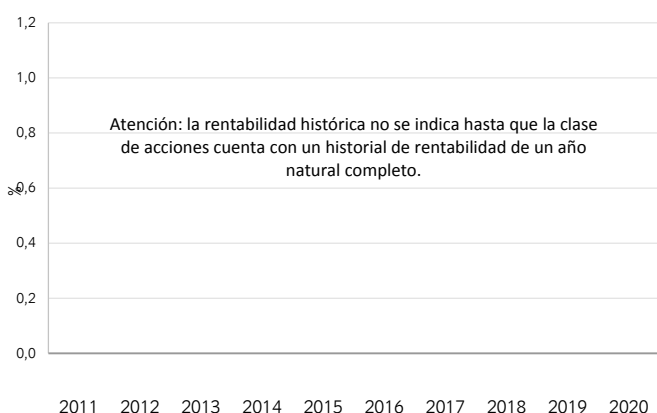 1,2
1,0
Atención: la rentabilidad histórica no se indica hasta que la clase
0,8
de acciones cuenta con un historial de rentabilidad de un año
natural completo.
%
0,6
0,4
0,2
0,0
2011 2012 2013 2014 2015 2016 2017 2018 2019 2020